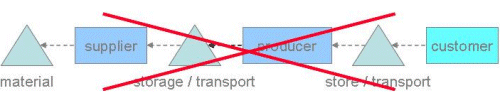 supplier producer customer
material storage / transport store / transport